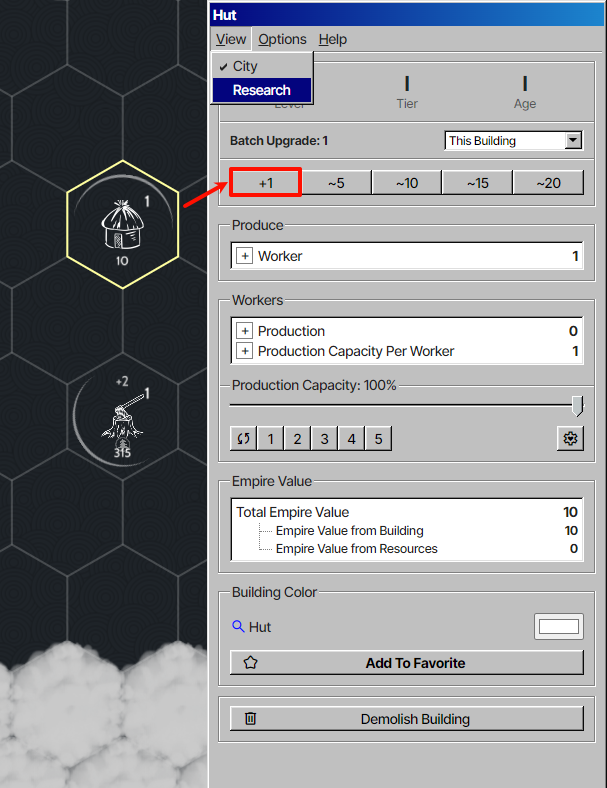 Hut
View Options Help
✓ City
Research
I I
Level Tier Age
Batch Upgrade: 1 This Building
+1 ~5 ~10 ~15 ~20
Produce
+ Worker 1
Workers
+ Production 0
+ Production Capacity Per Worker 1
Production Capacity: 100%
1 2 3 4 5
Empire Value
Total Empire Value 10
Empire Value from Building 10
Empire Value from Resources 0
Building Color
Hut
Add To Favorite
Demolish Building
1
10
+2
1
315